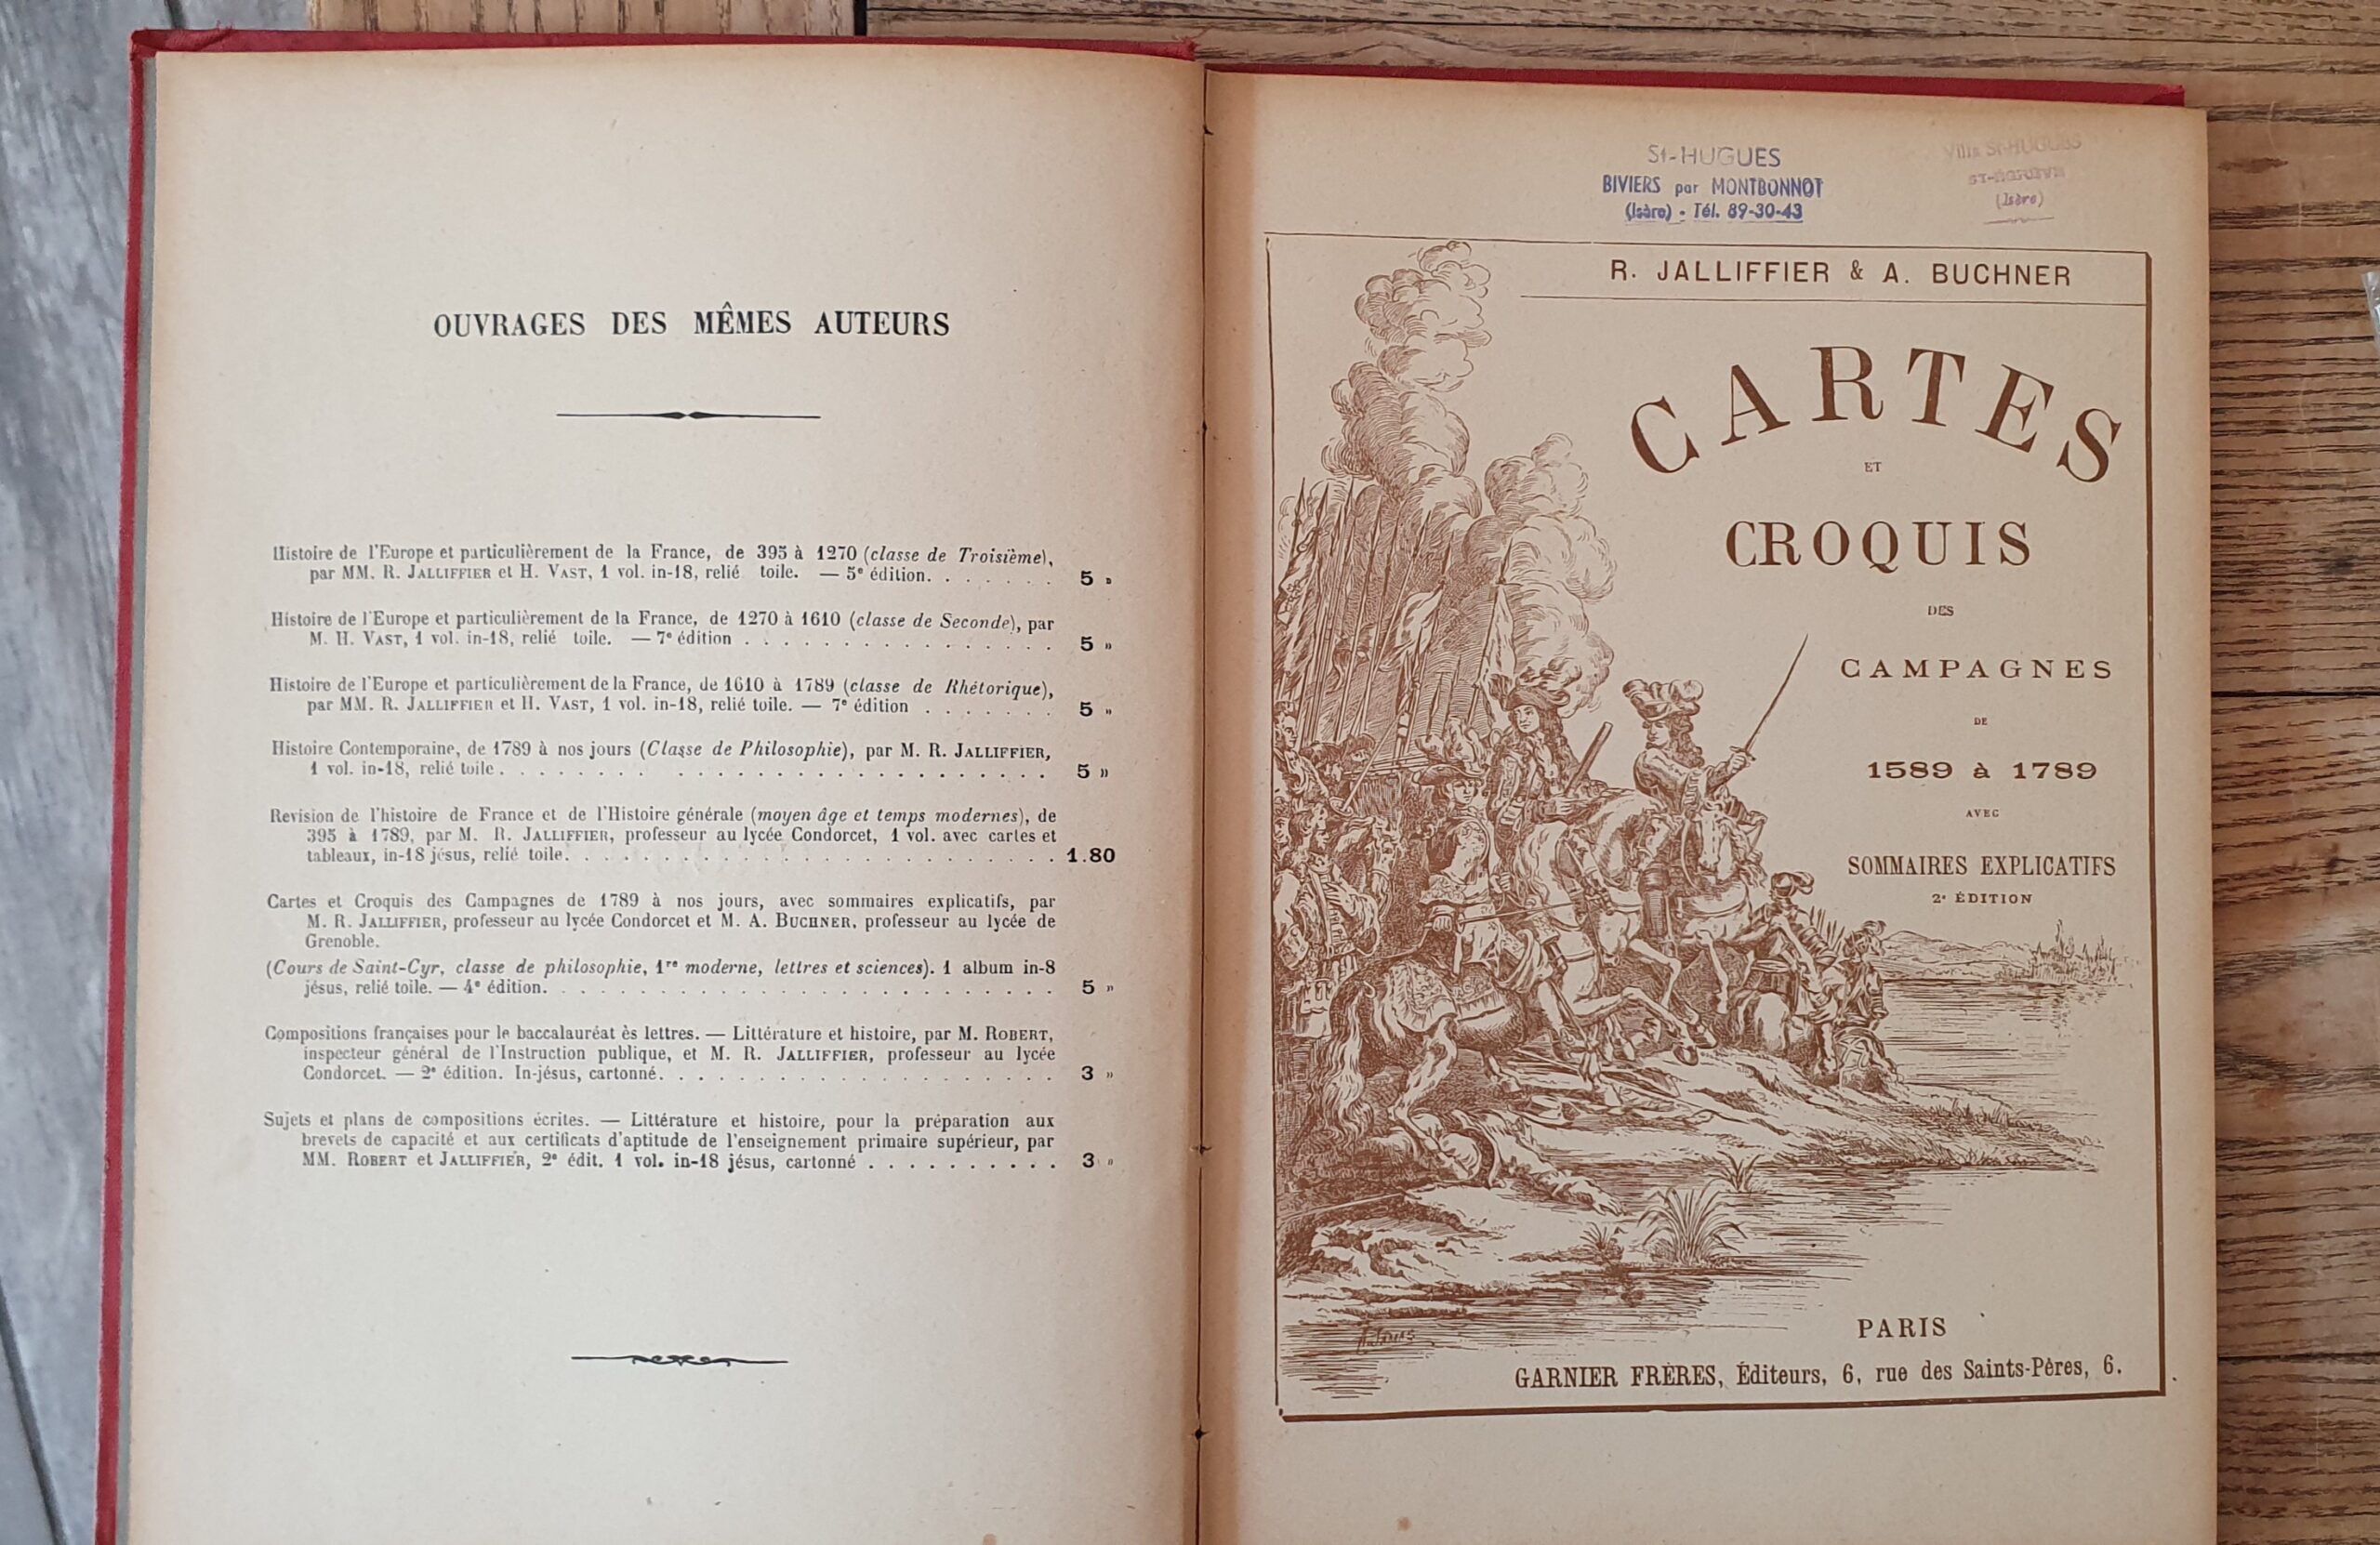 OUVRAGES DES MÊMES AUTEURS
Histoire de l'Europe et particulièrement de la France, de 395 à 1270 (classe de Troisième),
par MM. R. JALLIFFIER et H. VAST, 1 vol. in-18, relié toile. — 5e édition. . . . . . . 5 »
Histoire de l'Europe et particulièrement de la France, de 1270 à 1610 (classe de Seconde), par
M. H. VAST, 1 vol. in-18, relié toile. — 7e édition . . . . . . . . . . . . . . . . 5 »
Histoire de l'Europe et particulièrement de la France, de 1610 à 1789 (classe de Rhétorique),
par MM. R. JALLIFFIER et H. VAST, 1 vol. in-18, relié toile. — 7e édition . . . . . . . 5 »
Histoire Contemporaine, de 1789 à nos jours (Classe de Philosophie), par M. R. JALLIFFIER,
1 vol. in-18, relié toile . . . . . . . . . . . . . . . . . . . . . . . . . . . 5 »
Revision de l'histoire de France et de l'Histoire générale (moyen âge et temps modernes), de
395 à 1789, par M. R. JALLIFFIER, professeur au lycée Condorcet, 1 vol. avec cartes et
tableaux, in-18 jésus, relié toile. . . . . . . . . . . . . . . . . . . . . . . . . . 1.80
Cartes et Croquis des Campagnes de 1789 à nos jours, avec sommaires explicatifs, par
M. R. JALLIFFIER, professeur au lycée Condorcet et M. A. BUCHNER, professeur au lycée de
Grenoble.
(Cours de Saint-Cyr, classe de philosophie, 1re moderne, lettres et sciences). 1 album in-8
jésus, relié toile. — 4e édition. . . . . . . . . . . . . . . . . . . . . . . . . . . 5 »
Compositions françaises pour le baccalauréat ès lettres. — Littérature et histoire, par M. ROBERT,
inspecteur général de l'Instruction publique, et M. R. JALLIFFIER, professeur au lycée
Condorcet. — 2e édition. In-jésus, cartonné. . . . . . . . . . . . . . . . . . . . . 3 »
Sujets et plans de compositions écrites. — Littérature et histoire, pour la préparation aux
brevets de capacité et aux certificats d'aptitude de l'enseignement primaire supérieur, par
MM. ROBERT et JALLIFFIER, 2e édit. 1 vol. in-18 jésus, cartonné . . . . . . . . . . 3 »
St-HUGUES
BIVIERS par MONTBONNOT
(Isère) - Tél. 89-30-43
Villa St-HUGUES
(Isère)
R. JALLIFFIER & A. BUCHNER
CARTES
ET
CROQUIS
DES
CAMPAGNES
DE
1589 à 1789
AVEC
SOMMAIRES EXPLICATIFS
2e ÉDITION
PARIS
GARNIER FRÈRES, Éditeurs, 6, rue des Saints-Pères, 6.